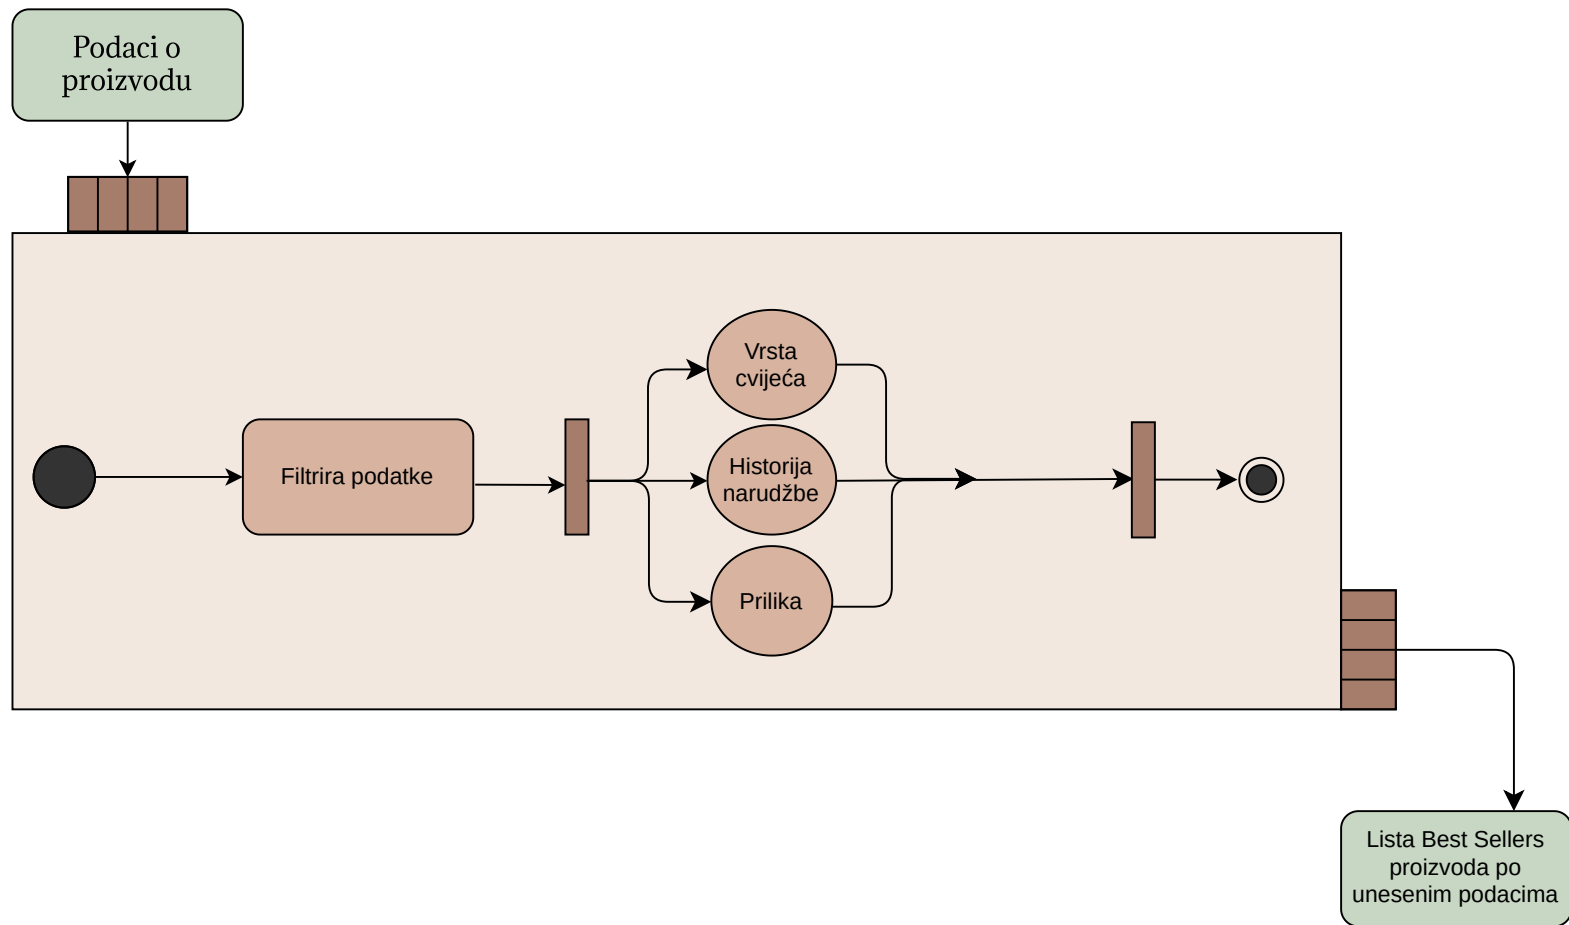 Podaci o
proizvodu
Filtrira podatke
Vrsta
cvijeća
Historija
narudžbe
Prilika
Lista Best Sellers
proizvoda po
unesenim podacima